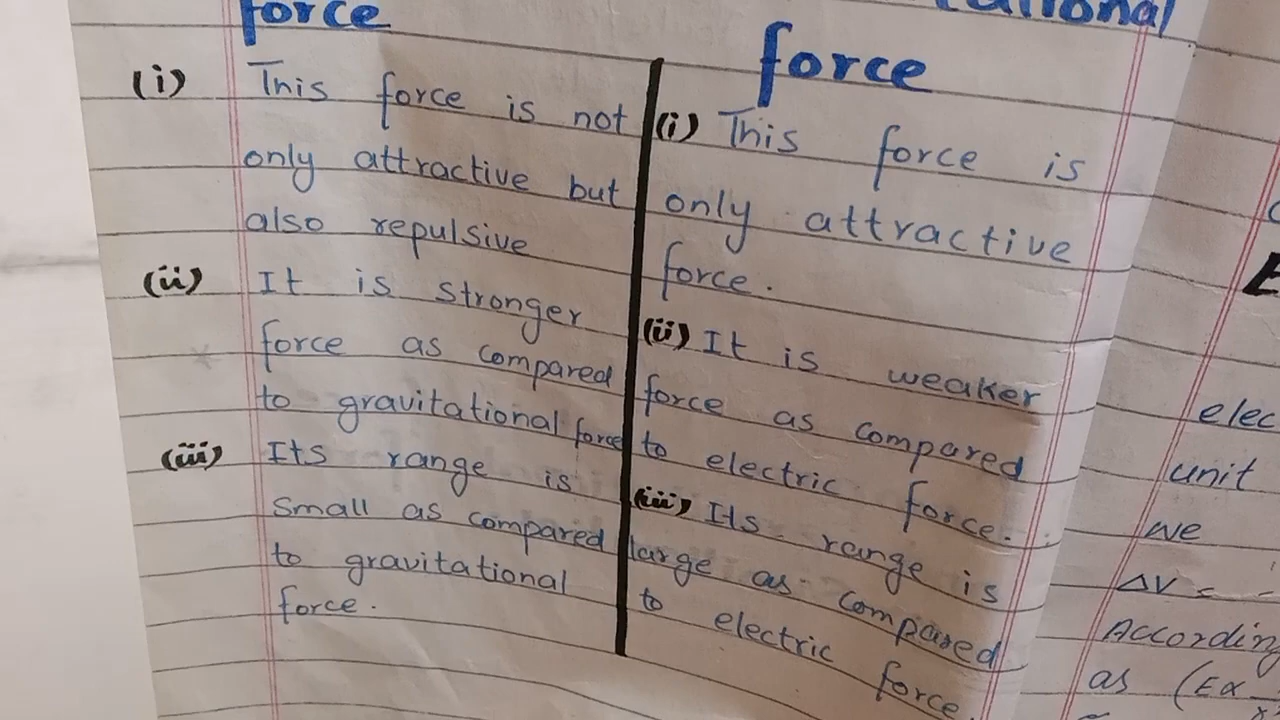 force
(i) This force is not
only attractive but
also repulsive
(ii) It is stronger
force as compared
to gravitational force
(iii) Its range is
Small as compared
to gravitational
force.
force
(i) This force is
only attractive
force.
(ii) It is weaker
force as compared
to electric force.
(iii) Its range is
large as compared
to electric force.
elec
unit
we
ΔV =
According
as (E∝